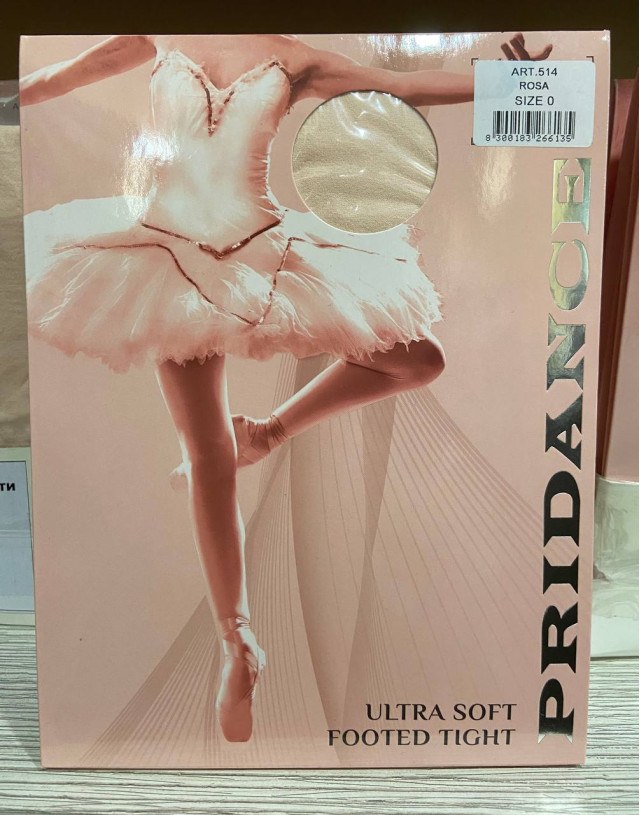 ART.514
ROSA
SIZE 0
8 300183 266135
PRIDANCE
ULTRA SOFT
FOOTED TIGHT
ти